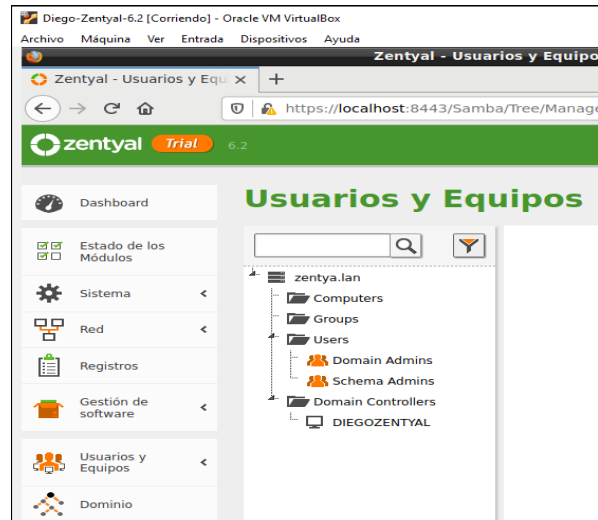 Diego-Zentyal-6.2 [Corriendo] - Oracle VM VirtualBox
Archivo Máquina Ver Entrada Dispositivos Ayuda
Zentyal - Usuarios y Equipo
Zentyal - Usuarios y Equ
https://localhost:8443/Samba/Tree/Manage
zentyal Trial 6.2
Dashboard
Estado de los
Módulos
Sistema
Red
Registros
Gestión de
software
Usuarios y
Equipos
Dominio
Usuarios y Equipos
zentya.lan
Computers
Groups
Users
Domain Admins
Schema Admins
Domain Controllers
DIEGOZENTYAL